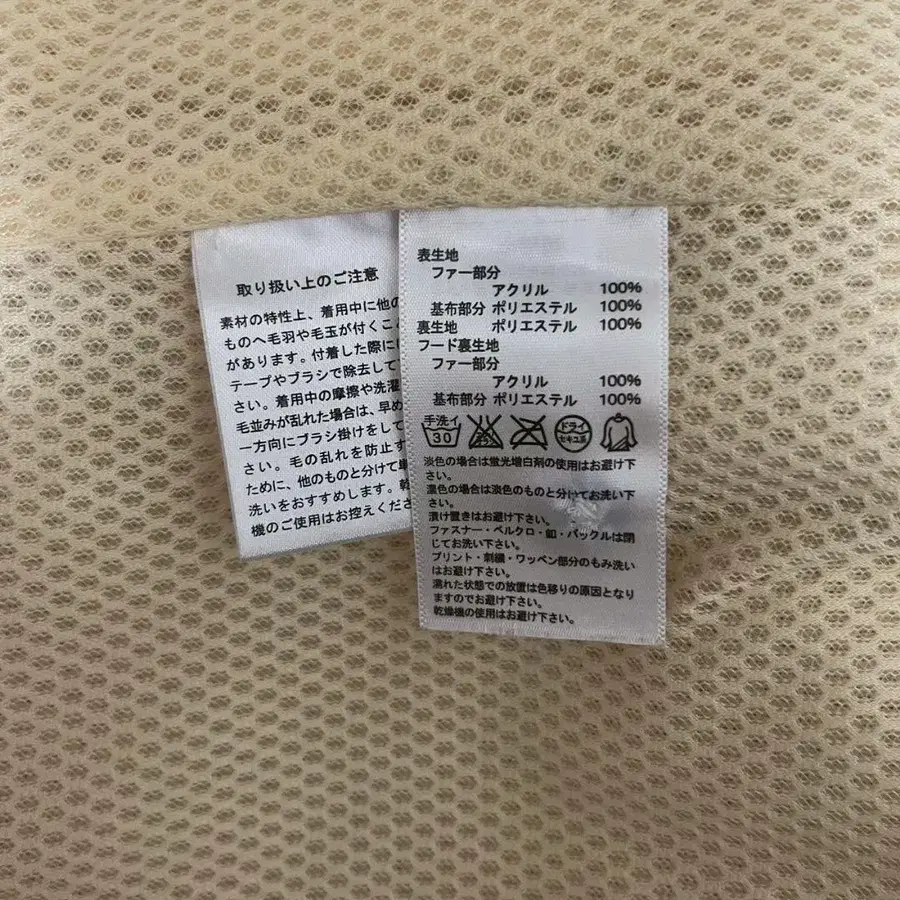 取り扱い上のご注意
素材の特性上、着用中に他の
ものへ毛羽や毛玉が付くこ
があります。付着した際に
テープやブラシで除去して
さい。着用中の摩擦や洗濯
毛並みが乱れた場合は、早め
一方向にブラシ掛けをして
さい。毛の乱れを防止す
ために、他のものと分けて単
洗いをおすすめします。乾
機のご使用はお控えくださ
表生地
ファー部分
アクリル 100%
基布部分 ポリエステル 100%
裏生地 ポリエステル 100%
フード裏生地
ファー部分
アクリル 100%
基布部分 ポリエステル 100%
手洗イ
30
ドライ
セキユ系
淡色の場合は蛍光増白剤の使用はお避け下
さい。
濃色の場合は淡色のものと分けてお洗い下
さい。
漬け置きはお避け下さい。
ファスナー・ベルクロ・釦・バックルは閉
じてお洗い下さい。
プリント・刺繍・ワッペン部分のもみ洗い
はお避け下さい。
濡れた状態での放置は色移りの原因となり
ますのでお避け下さい。
乾燥機の使用はお避け下さい。